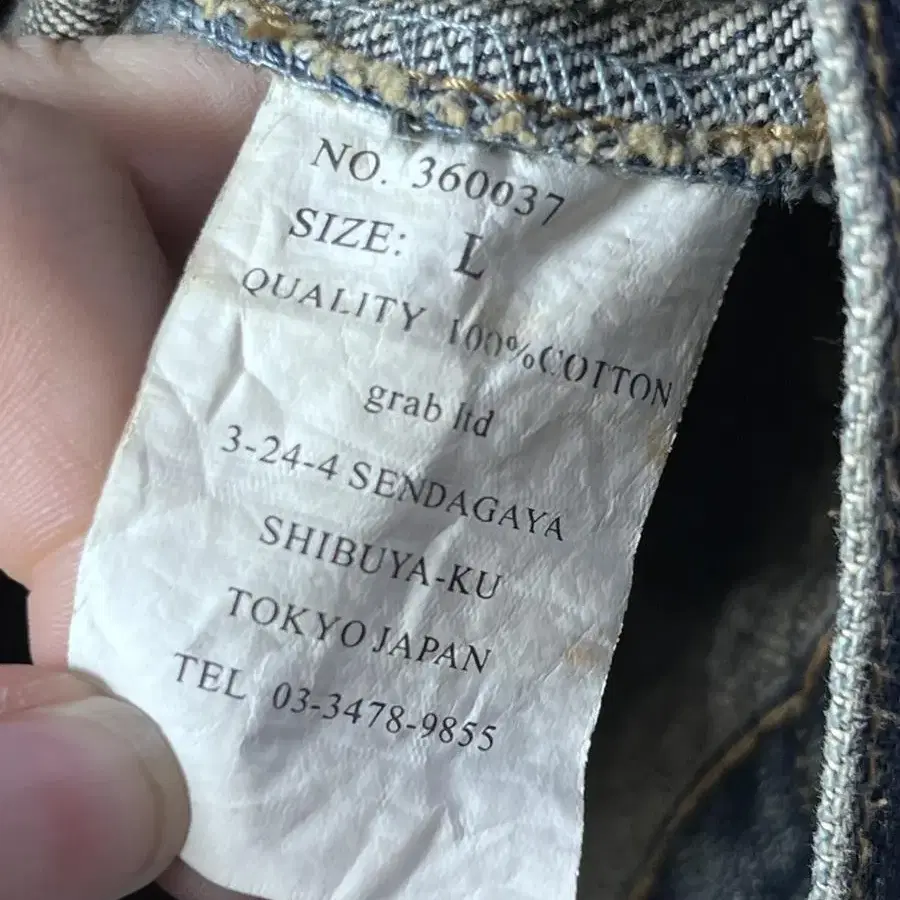 NO. 360037
SIZE: L
QUALITY 100%COTTON
grab ltd
3-24-4 SENDAGAYA
SHIBUYA-KU
TOKYO JAPAN
TEL 03-3478-9855